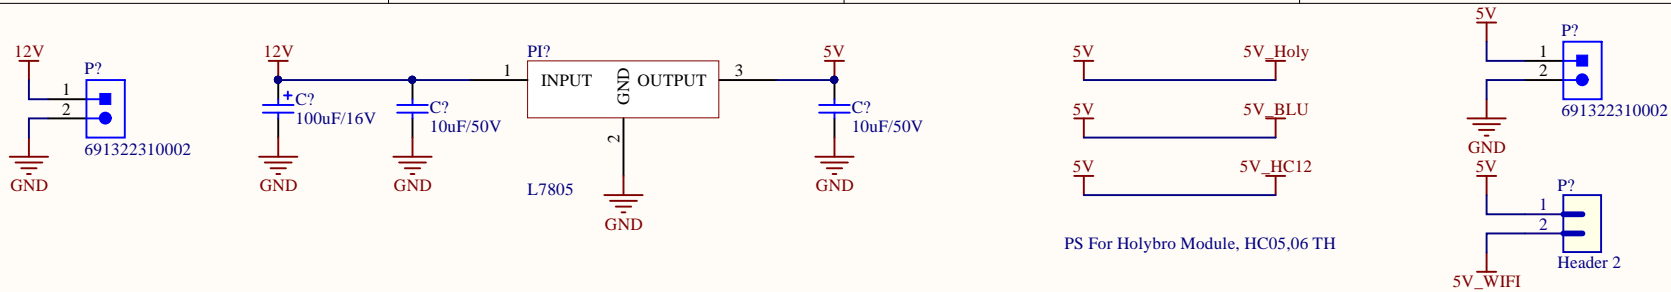 12V
P?
1
2
691322310002
GND
12V
C?
100uF/16V
GND
C?
10uF/50V
GND
PI?
1
INPUT
GND
OUTPUT
3
2
L7805
GND
5V
C?
10uF/50V
GND
5V
5V_Holy
5V
5V_BLU
5V
5V_HC12
PS For Holybro Module, HC05,06 TH
5V
P?
1
2
691322310002
GND
5V
P?
1
2
Header 2
5V_WIFI